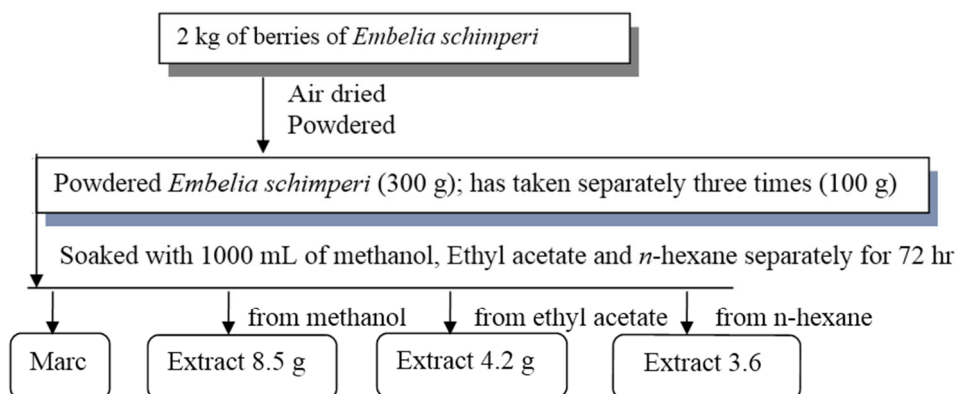 2 kg of berries of Embelia schimperi
Air dried
Powdered
Powdered Embelia schimperi (300 g); has taken separately three times (100 g)
Soaked with 1000 mL of methanol, Ethyl acetate and n-hexane separately for 72 hr
from methanol
from ethyl acetate
from n-hexane
Marc
Extract 8.5 g
Extract 4.2 g
Extract 3.6